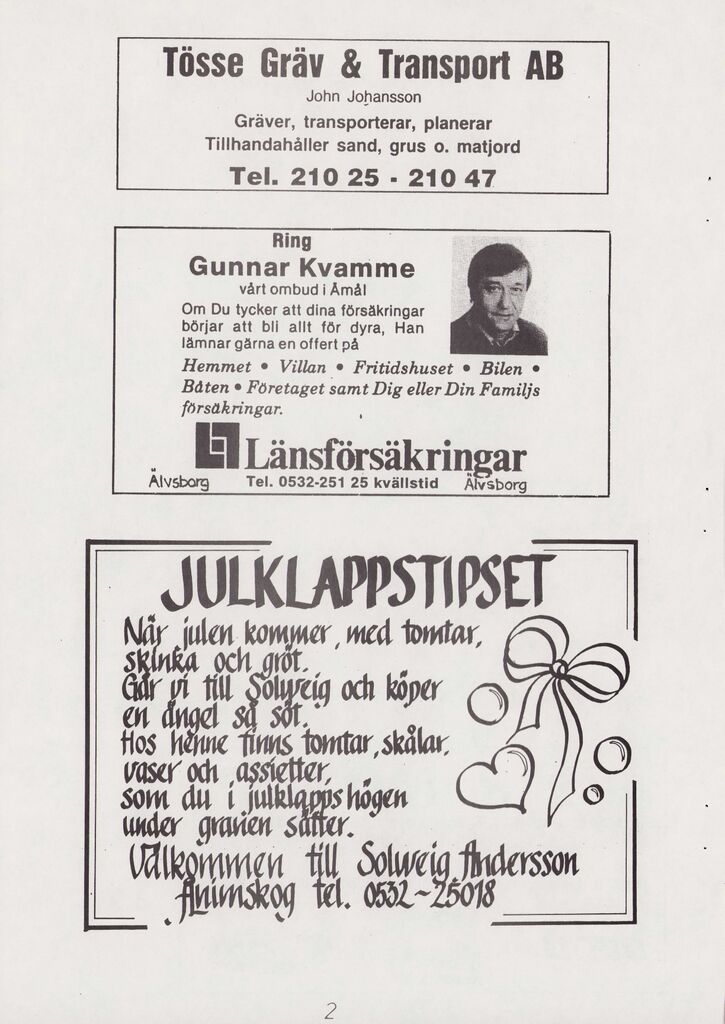 Tösse Gräv & Transport AB
John Johansson
Gräver, transporterar, planerar
Tillhandahåller sand, grus o. matjord
Tel. 210 25 - 210 47
Ring
Gunnar Kvamme
vårt ombud i Åmål
Om Du tycker att dina försäkringar
börjar att bli allt för dyra, Han
lämnar gärna en offert på
Hemmet • Villan • Fritidshuset • Bilen •
Båten • Företaget samt Dig eller Din Familjs
försäkringar.
Länsförsäkringar
Älvsborg Tel. 0532-251 25 kvällstid Älvsborg
JULKLAPPSTIPSET
När julen kommer, med tomtar,
skinka och gröt.
Går vi till Solveig och köper
en ängel så söt.
Hos henne finns tomtar, skålar,
vaser och assietter,
som du i julklappshögen
under granen sätter.
Välkommen till Solweig Andersson
Animskog tel. 0532~25018
2